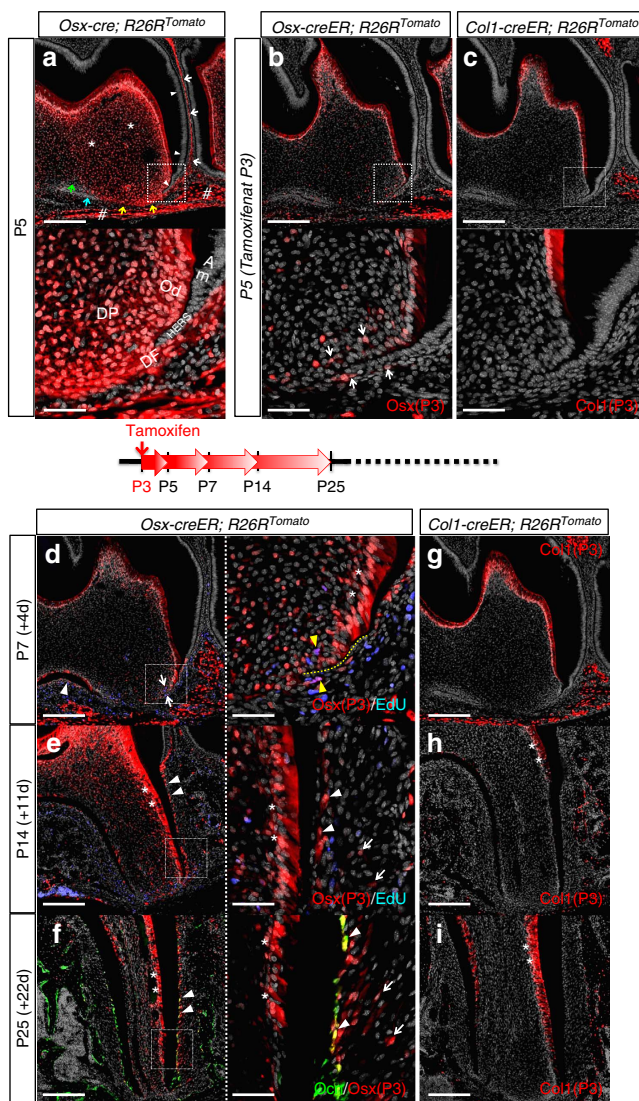 Osx-cre; R26R^Tomato
Osx-creER; R26R^Tomato
Col1-creER; R26R^Tomato
P5
a
#
#
DP
Od
Am
HERS
DF
P5 (Tamoxifenat P3)
b
Osx(P3)
c
Col1(P3)
Tamoxifen
P3 P5 P7 P14 P25
Osx-creER; R26R^Tomato
Col1-creER; R26R^Tomato
P7 (+4d)
d
Osx(P3)/EdU
g
Col1(P3)
P14 (+11d)
e
Osx(P3)/EdU
h
Col1(P3)
P25 (+22d)
f
Ocn/Osx(P3)
i
Col1(P3)